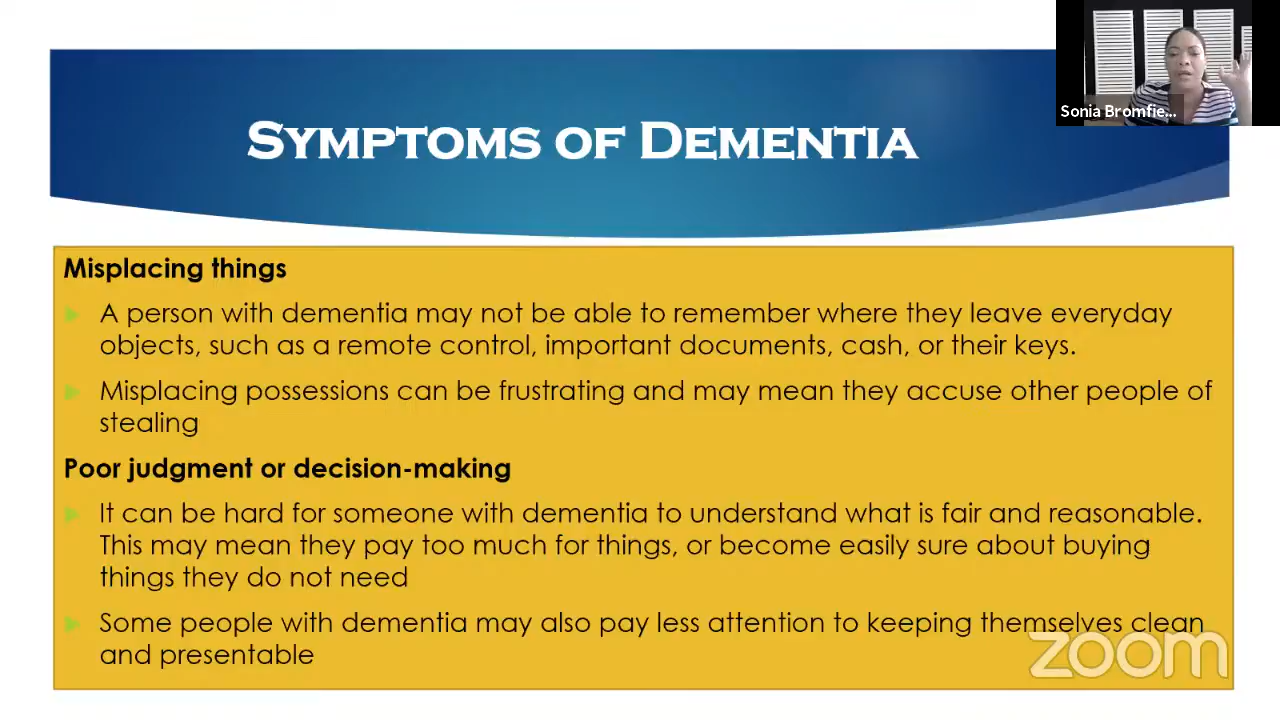 Sonia Bromfie...
SYMPTOMS OF DEMENTIA
Misplacing things
A person with dementia may not be able to remember where they leave everyday
objects, such as a remote control, important documents, cash, or their keys.
Misplacing possessions can be frustrating and may mean they accuse other people of
stealing
Poor judgment or decision-making
It can be hard for someone with dementia to understand what is fair and reasonable.
This may mean they pay too much for things, or become easily sure about buying
things they do not need
Some people with dementia may also pay less attention to keeping themselves clean
and presentable
zoom